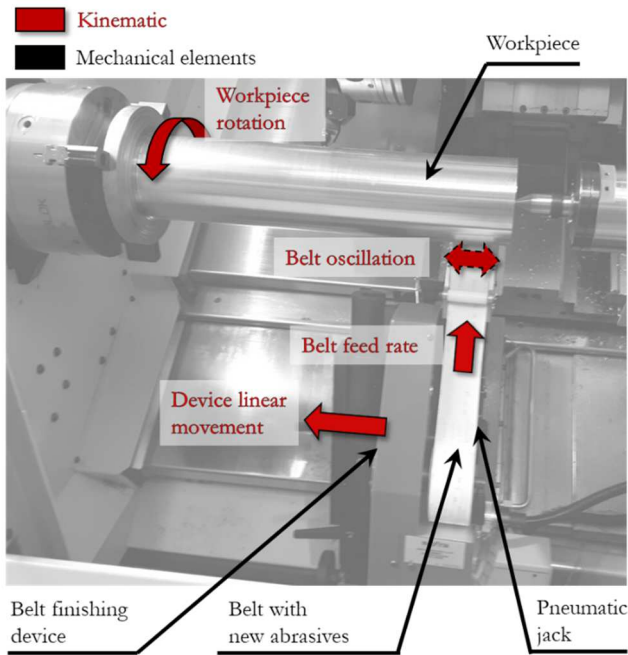 Kinematic
Mechanical elements
Workpiece
Workpiece
rotation
Belt oscillation
Belt feed rate
Device linear
movement
Belt finishing
device
Belt with
new abrasives
Pneumatic
jack